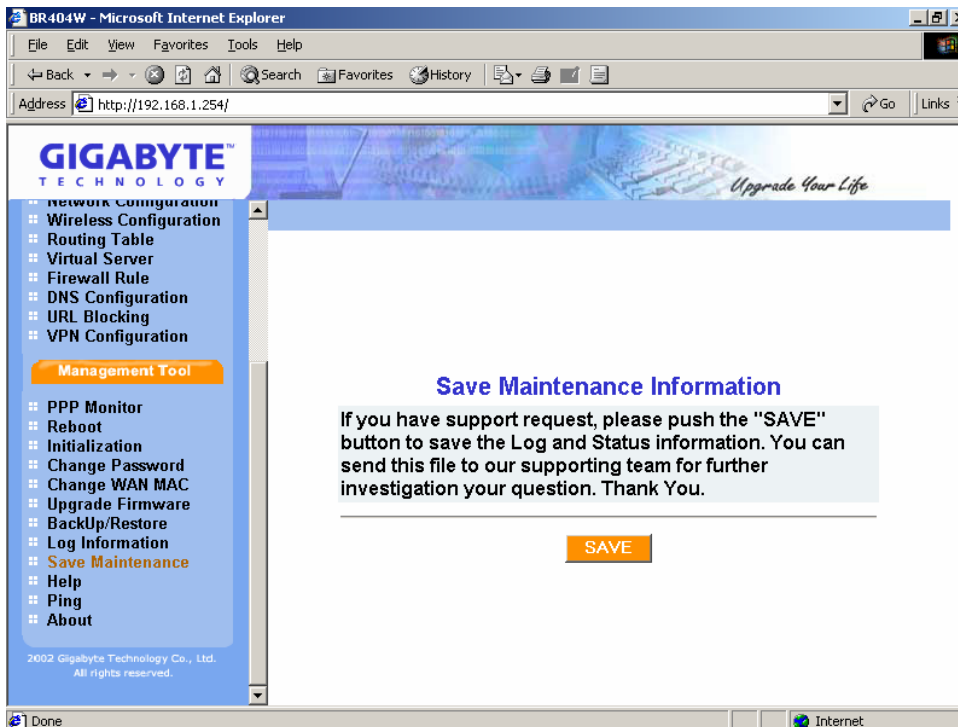 BR404W - Microsoft Internet Explorer
File Edit View Favorites Tools Help
Back Search Favorites History
Address http://192.168.1.254/ Go Links
GIGABYTE™
TECHNOLOGY
Upgrade Your Life
Network Configuration
Wireless Configuration
Routing Table
Virtual Server
Firewall Rule
DNS Configuration
URL Blocking
VPN Configuration
Management Tool
PPP Monitor
Reboot
Initialization
Change Password
Change WAN MAC
Upgrade Firmware
BackUp/Restore
Log Information
Save Maintenance
Help
Ping
About
2002 Gigabyte Technology Co., Ltd.
All rights reserved.
Save Maintenance Information
If you have support request, please push the "SAVE"
button to save the Log and Status information. You can
send this file to our supporting team for further
investigation your question. Thank You.
SAVE
Done Internet